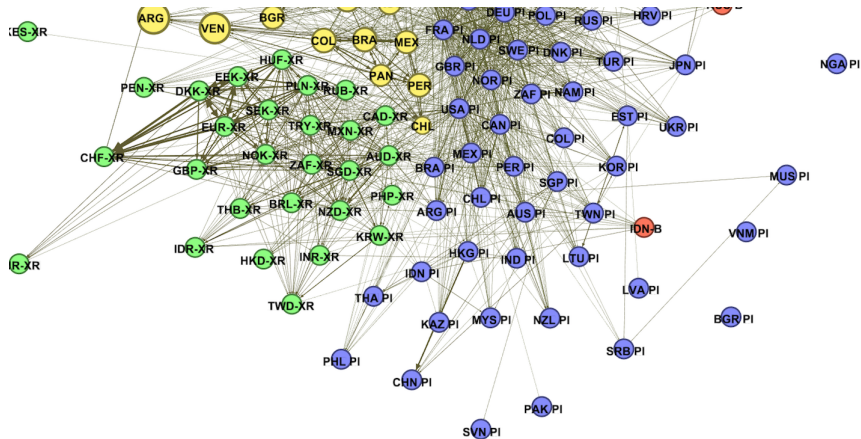 ARG
VEN
BGR
COL
BRA
MEX
PAN
PER
CHL
DEU PI
POL PI
RUS PI
HRV PI
FRA PI
NLD PI
SWE PI
DNK PI
TUR PI
JPN PI
NGA PI
GBR PI
NOR PI
ZAF PI
NAM PI
USA PI
CAN PI
EST PI
UKR PI
COL PI
MEX PI
PER PI
KOR PI
BRA PI
SGP PI
MUS PI
CHL PI
ARG PI
AUS PI
TWN PI
IDN-B
VNM PI
HKG PI
IND PI
LTU PI
IDN PI
THA PI
LVA PI
KAZ PI
MYS PI
NZL PI
BGR PI
PHL PI
SRB PI
CHN PI
PAK PI
SVN PI
HUF-XR
EEK-XR
PEN-XR
DKK-XR
PLN-XR
RUB-XR
SEK-XR
CAD-XR
EUR-XR
TRY-XR
MXN-XR
CHF-XR
NOK-XR
AUD-XR
GBP-XR
ZAF-XR
SGD-XR
PHP-XR
THB-XR
BRL-XR
NZD-XR
KRW-XR
IDR-XR
HKD-XR
INR-XR
TWD-XR